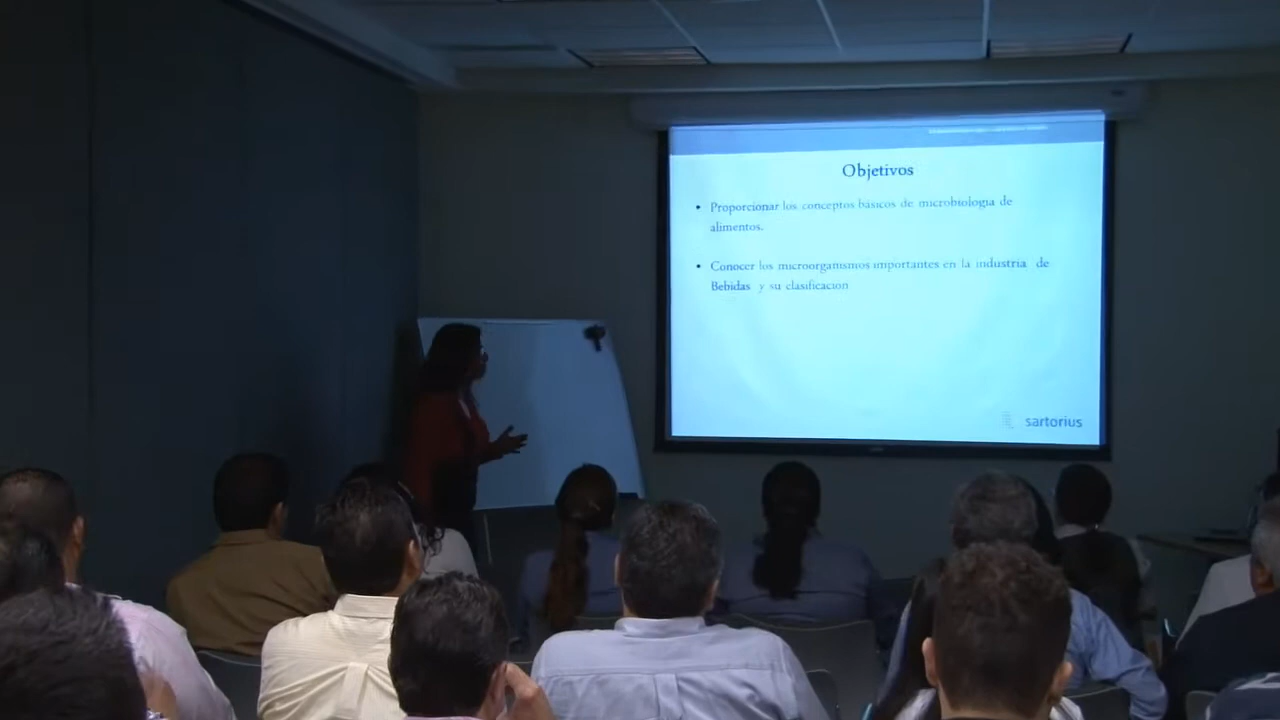 Objetivos
• Proporcionar los conceptos básicos de microbiologia de
alimentos.
• Conocer los microorganismos importantes en la industria de
Bebidas y su clasificacion
sartorius